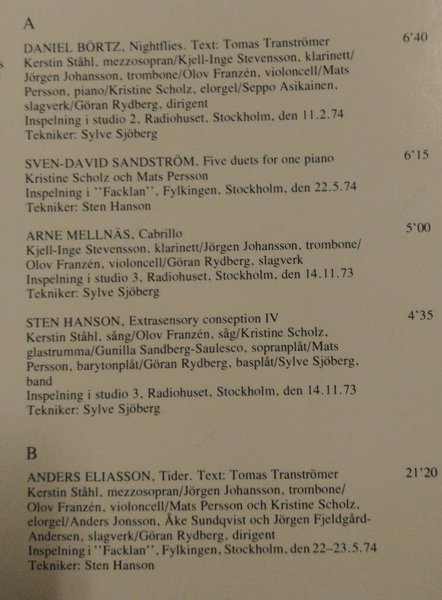 A
DANIEL BÖRTZ, Nightflies. Text: Tomas Tranströmer 6'40
Kerstin Ståhl, mezzosopran/Kjell-Inge Stevensson, klarinett/
Jörgen Johansson, trombone/Olov Franzén, violoncell/Mats
Persson, piano/Kristine Scholz, elorgel/Seppo Asikainen,
slagverk/Göran Rydberg, dirigent
Inspelning i studio 2, Radiohuset, Stockholm, den 11.2.74
Tekniker: Sylve Sjöberg
SVEN-DAVID SANDSTRÖM, Five duets for one piano 6'15
Kristine Scholz och Mats Persson
Inspelning i "Facklan", Fylkingen, Stockholm, den 22.5.74
Tekniker: Sten Hanson
ARNE MELLNÄS, Cabrillo 5'00
Kjell-Inge Stevensson, klarinett/Jörgen Johansson, trombone/
Olov Franzén, violoncell/Göran Rydberg, slagverk
Inspelning i studio 3, Radiohuset, Stockholm, den 14.11.73
Tekniker: Sylve Sjöberg
STEN HANSON, Extrasensory conseption IV 4'35
Kerstin Ståhl, sång/Olov Franzén, såg/Kristine Scholz,
glastrumma/Gunilla Sandberg-Saulesco, sopranplåt/Mats
Persson, barytonplåt/Göran Rydberg, basplåt/Sylve Sjöberg,
band
Inspelning i studio 3, Radiohuset, Stockholm, den 14.11.73
Tekniker: Sylve Sjöberg
B
ANDERS ELIASSON, Tider. Text: Tomas Tranströmer 21'20
Kerstin Ståhl, mezzosopran/Jörgen Johansson, trombone/
Olov Franzén, violoncell/Mats Persson och Kristine Scholz,
elorgel/Anders Jonsson, Åke Sundqvist och Jörgen Fjeldgård-
Andersen, slagverk/Göran Rydberg, dirigent
Inspelning i "Facklan", Fylkingen, Stockholm, den 22–23.5.74
Tekniker: Sten Hanson